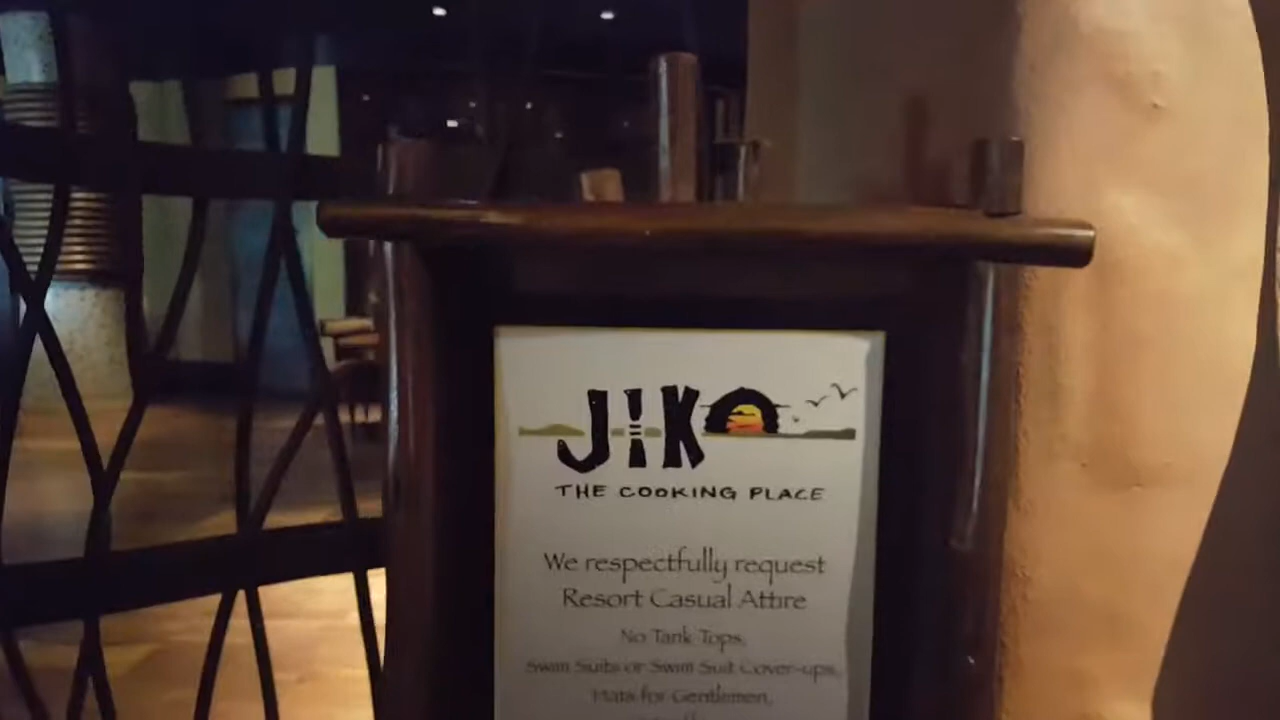 JIKO
THE COOKING PLACE
We respectfully request
Resort Casual Attire
No Tank Tops,
Swim Suits or Swim Suit Cover-ups,
Hats for Gentlemen,